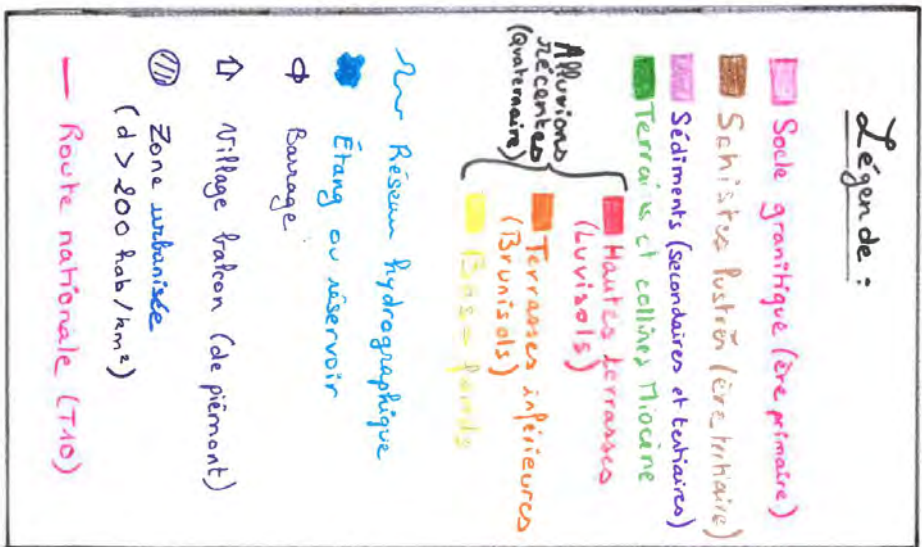 Légende :
Socle granitique (ère primaire)
Schistes lustrés (ère tertiaire)
Sédiments (secondaires et tertiaires)
Terrains et collines Miocène
Alluvions
récentes
(Quaternaire)
Hautes terrasses
(Luvisols)
Terrasses inférieures
(Brunisols)
Bas-fonds
Réseau hydrographique
Étang ou réservoir
Barrage
Village balcon (de piémont)
Zone urbanisée
(d > 200 hab/km²)
Route nationale (T10)